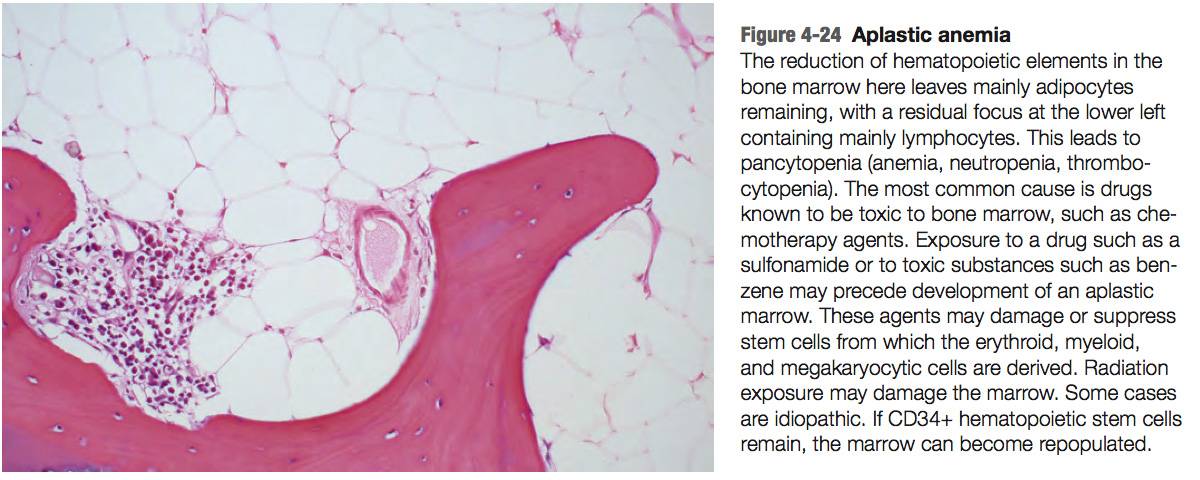 Figure 4-24 Aplastic anemia
The reduction of hematopoietic elements in the
bone marrow here leaves mainly adipocytes
remaining, with a residual focus at the lower left
containing mainly lymphocytes. This leads to
pancytopenia (anemia, neutropenia, thrombo-
cytopenia). The most common cause is drugs
known to be toxic to bone marrow, such as che-
motherapy agents. Exposure to a drug such as a
sulfonamide or to toxic substances such as ben-
zene may precede development of an aplastic
marrow. These agents may damage or suppress
stem cells from which the erythroid, myeloid,
and megakaryocytic cells are derived. Radiation
exposure may damage the marrow. Some cases
are idiopathic. If CD34+ hematopoietic stem cells
remain, the marrow can become repopulated.